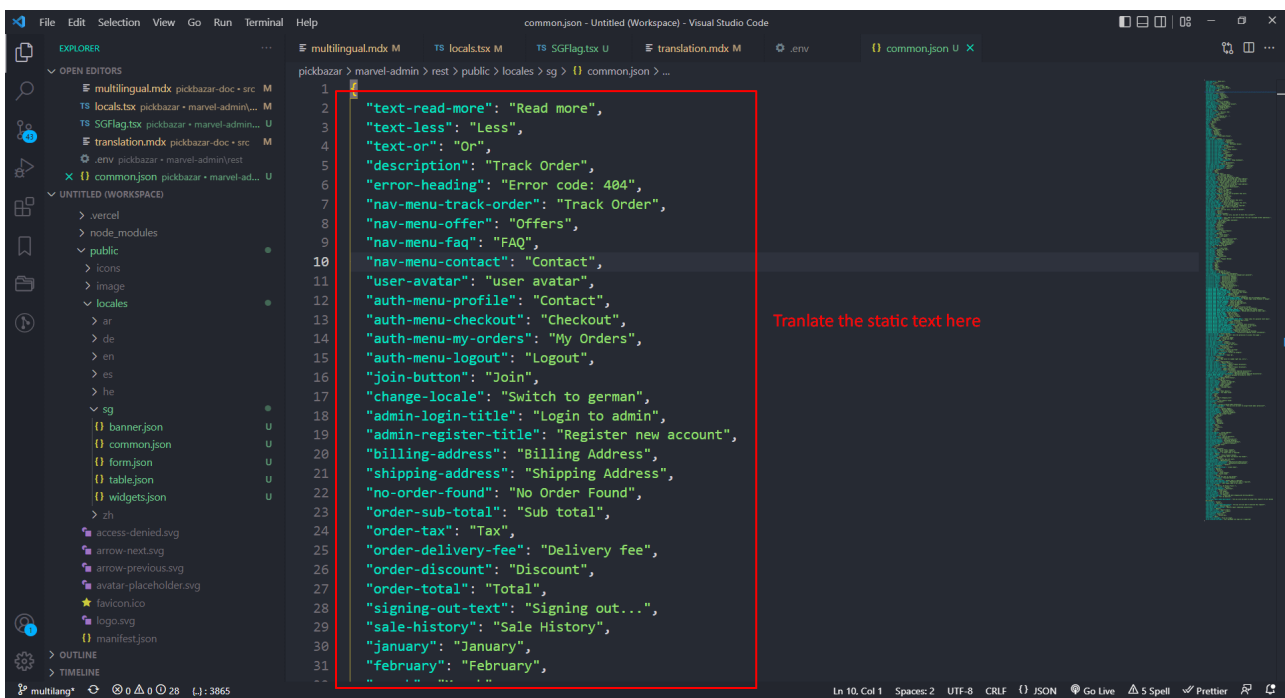 File Edit Selection View Go Run Terminal Help common.json - Untitled (Workspace) - Visual Studio Code
EXPLORER
OPEN EDITORS
multilingual.mdx pickbazar-doc • src M
TS locals.tsx pickbazar • marvel-admin\... M
TS SGFlag.tsx pickbazar • marvel-admin... U
translation.mdx pickbazar-doc • src M
.env pickbazar • marvel-admin\rest
{} common.json pickbazar • marvel-ad... U
UNTITLED (WORKSPACE)
> .vercel
> node_modules
public
> icons
> image
locales
> ar
> de
> en
> es
> he
sg
{} banner.json U
{} common.json U
{} form.json U
{} table.json U
{} widgets.json U
> zh
access-denied.svg
arrow-next.svg
arrow-previous.svg
avatar-placeholder.svg
favicon.ico
logo.svg
{} manifest.json
> OUTLINE
> TIMELINE
43
1
multilingual.mdx M TS locals.tsx M TS SGFlag.tsx U translation.mdx M .env {} common.json U
pickbazar > marvel-admin > rest > public > locales > sg > {} common.json > ...
1 {
2 "text-read-more": "Read more",
3 "text-less": "Less",
4 "text-or": "Or",
5 "description": "Track Order",
6 "error-heading": "Error code: 404",
7 "nav-menu-track-order": "Track Order",
8 "nav-menu-offer": "Offers",
9 "nav-menu-faq": "FAQ",
10 "nav-menu-contact": "Contact",
11 "user-avatar": "user avatar",
12 "auth-menu-profile": "Contact",
13 "auth-menu-checkout": "Checkout",
14 "auth-menu-my-orders": "My Orders",
15 "auth-menu-logout": "Logout",
16 "join-button": "Join",
17 "change-locale": "Switch to german",
18 "admin-login-title": "Login to admin",
19 "admin-register-title": "Register new account",
20 "billing-address": "Billing Address",
21 "shipping-address": "Shipping Address",
22 "no-order-found": "No Order Found",
23 "order-sub-total": "Sub total",
24 "order-tax": "Tax",
25 "order-delivery-fee": "Delivery fee",
26 "order-discount": "Discount",
27 "order-total": "Total",
28 "signing-out-text": "Signing out...",
29 "sale-history": "Sale History",
30 "january": "January",
31 "february": "February",
Tranlate the static text here
multilang* 0 0 28 {..} : 3865 Ln 10, Col 1 Spaces: 2 UTF-8 CRLF {} JSON Go Live 5 Spell Prettier